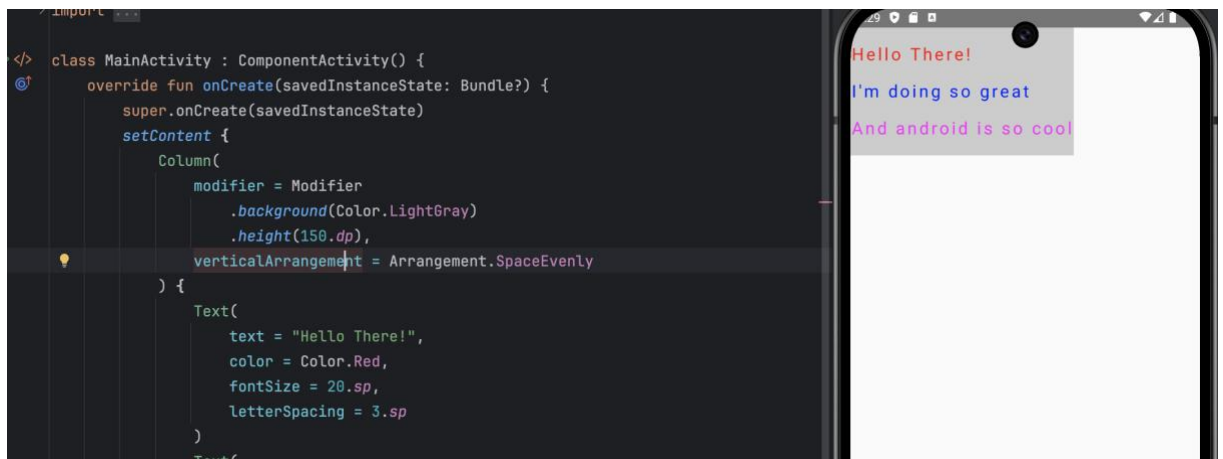 import ...
class MainActivity : ComponentActivity() {
override fun onCreate(savedInstanceState: Bundle?) {
super.onCreate(savedInstanceState)
setContent {
Column(
modifier = Modifier
.background(Color.LightGray)
.height(150.dp),
verticalArrangement = Arrangement.SpaceEvenly
) {
Text(
text = "Hello There!",
color = Color.Red,
fontSize = 20.sp,
letterSpacing = 3.sp
)
Text(
:29
Hello There!
I'm doing so great
And android is so cool